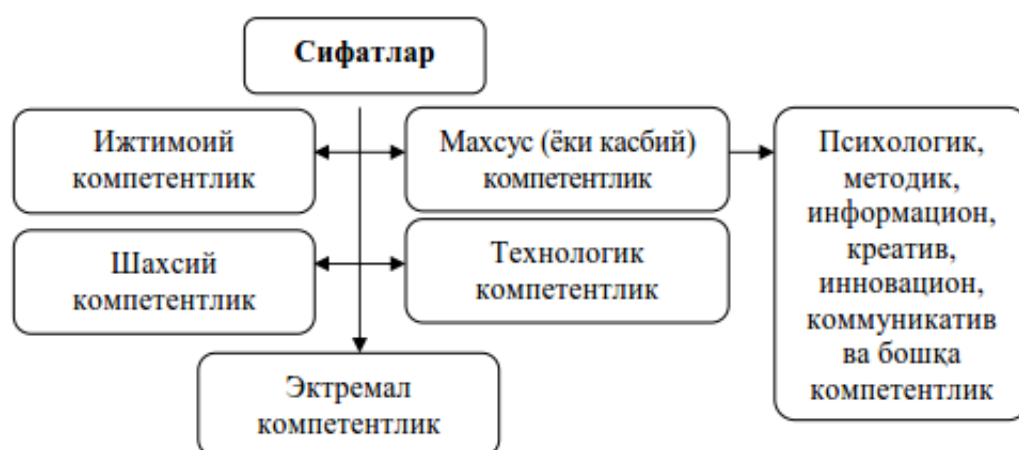 Сифатлар
Ижтимоий
компетентлик
Махсус (ёки касбий)
компетентлик
Психологик,
методик,
информацион,
креатив,
инновацион,
коммуникатив
ва бошқа
компетентлик
Шахсий
компетентлик
Технологик
компетентлик
Эктремал
компетентлик